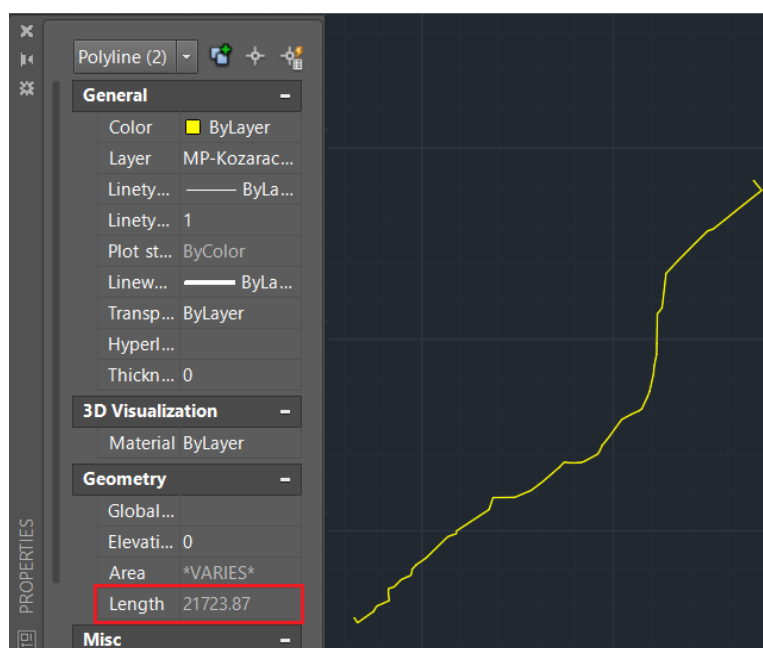 Polyline (2)
General
Color ByLayer
Layer MP-Kozarac...
Linety... ByLa...
Linety... 1
Plot st... ByColor
Linew... ByLa...
Transp... ByLayer
Hyperl...
Thickn... 0
3D Visualization
Material ByLayer
Geometry
Global...
Elevati... 0
Area *VARIES*
Length 21723.87
Misc
PROPERTIES